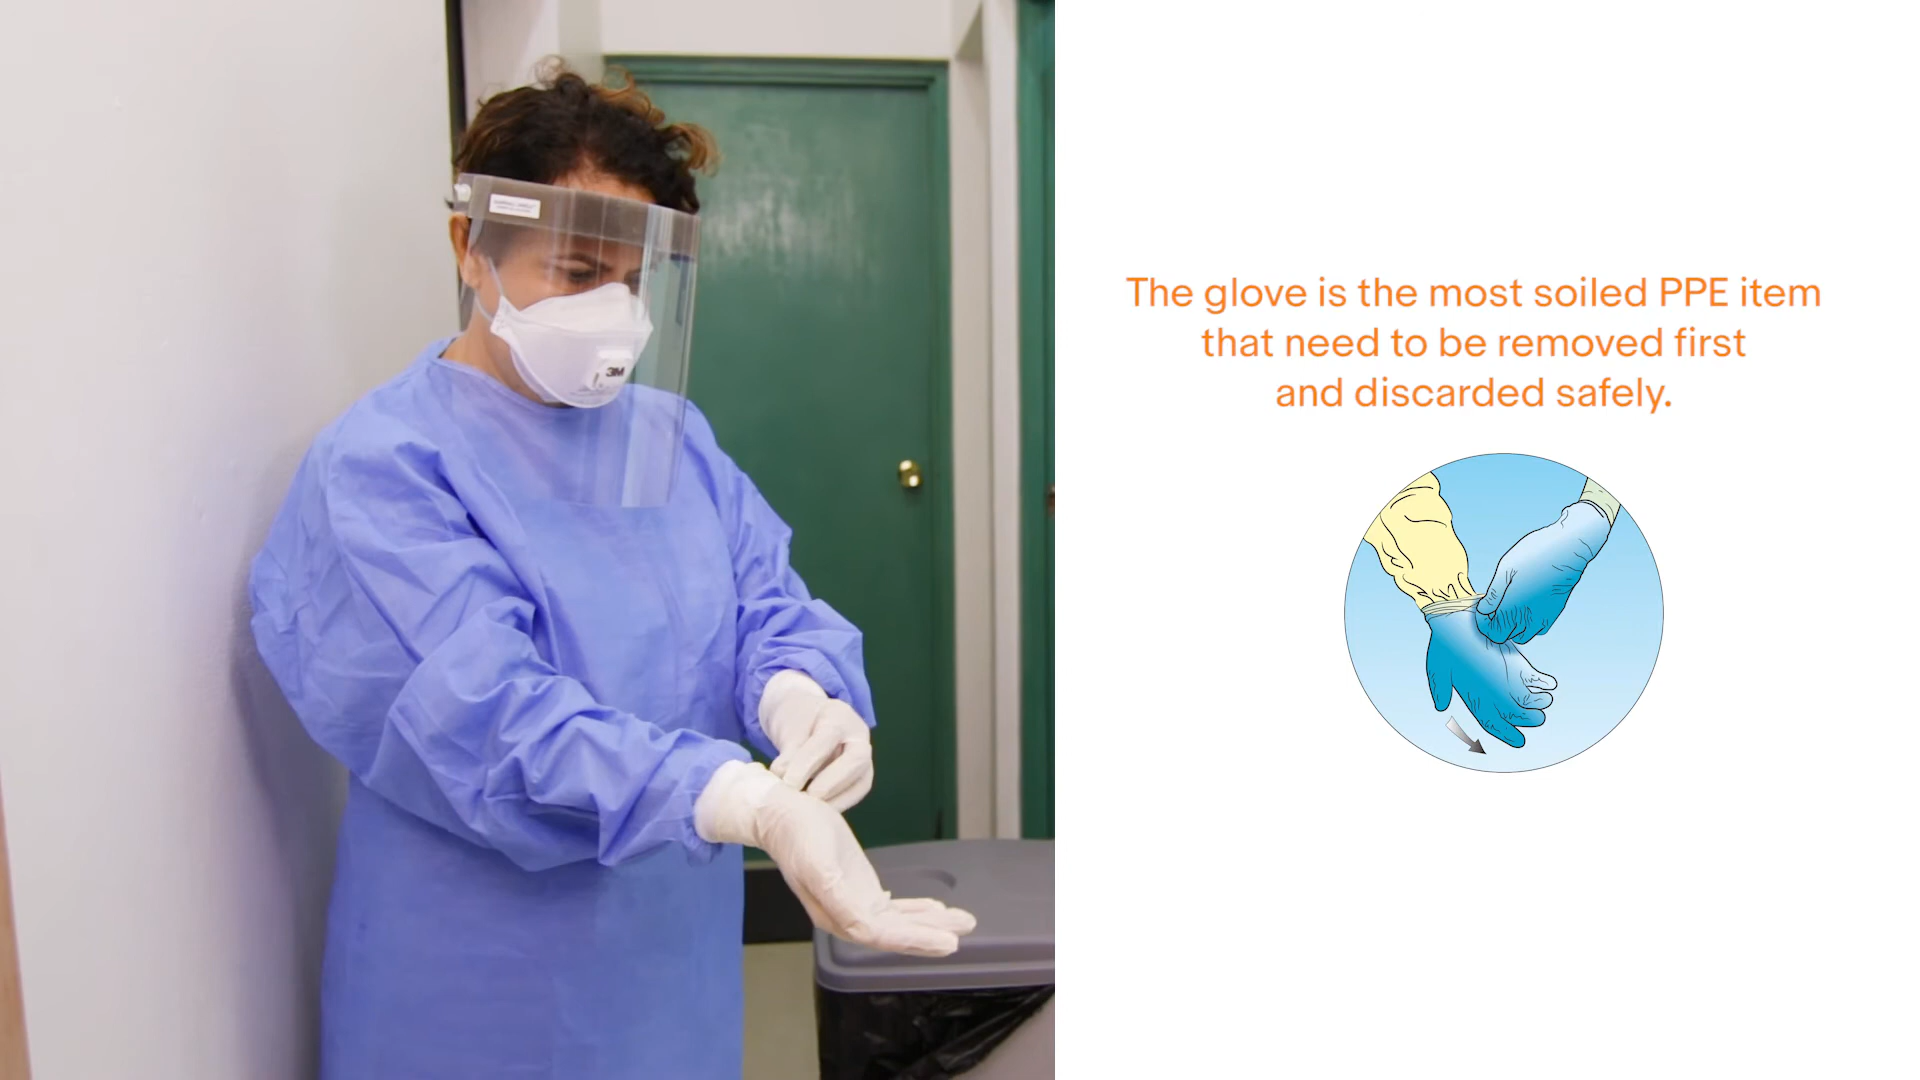 The glove is the most soiled PPE item
that need to be removed first
and discarded safely.
3M